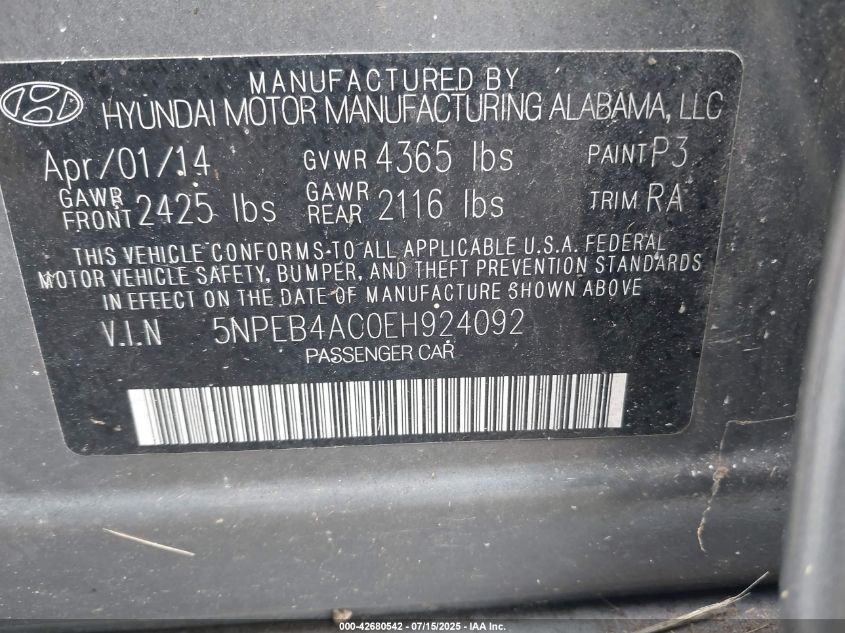 MANUFACTURED BY
HYUNDAI MOTOR MANUFACTURING ALABAMA, LLC
Apr/01/14 GVWR 4365 lbs PAINT P3
GAWR FRONT 2425 lbs GAWR REAR 2116 lbs TRIM RA
THIS VEHICLE CONFORMS TO ALL APPLICABLE U.S.A. FEDERAL
MOTOR VEHICLE SAFETY, BUMPER, AND THEFT PREVENTION STANDARDS
IN EFFECT ON THE DATE OF MANUFACTURE SHOWN ABOVE
V.I.N 5NPEB4AC0EH924092
PASSENGER CAR
000-42680542 - 07/15/2025 - IAA Inc.